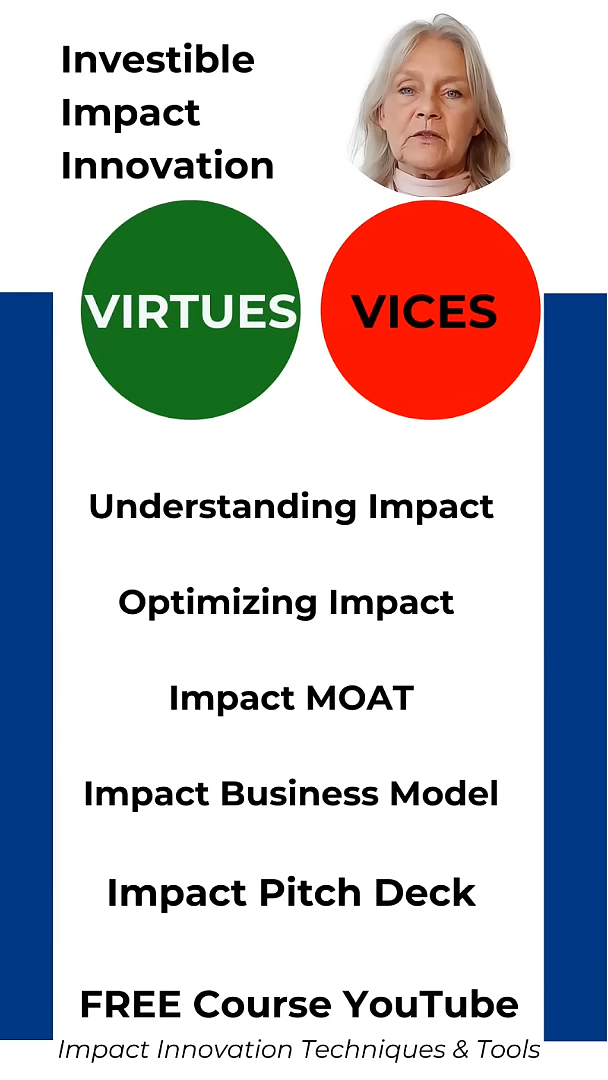 Investible
Impact
Innovation
VIRTUES
VICES
Understanding Impact
Optimizing Impact
Impact MOAT
Impact Business Model
Impact Pitch Deck
FREE Course YouTube
Impact Innovation Techniques & Tools